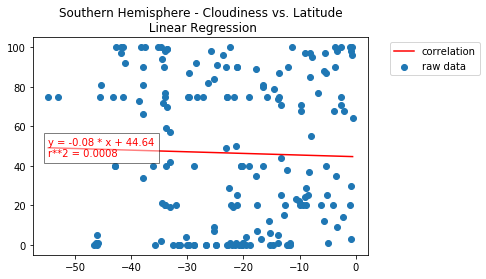 Southern Hemisphere - Cloudiness vs. Latitude
Linear Regression
correlation
raw data
100
80
60
40
20
0
y = -0.08 * x + 44.64
r**2 = 0.0008
−50
−40
−30
−20
−10
0